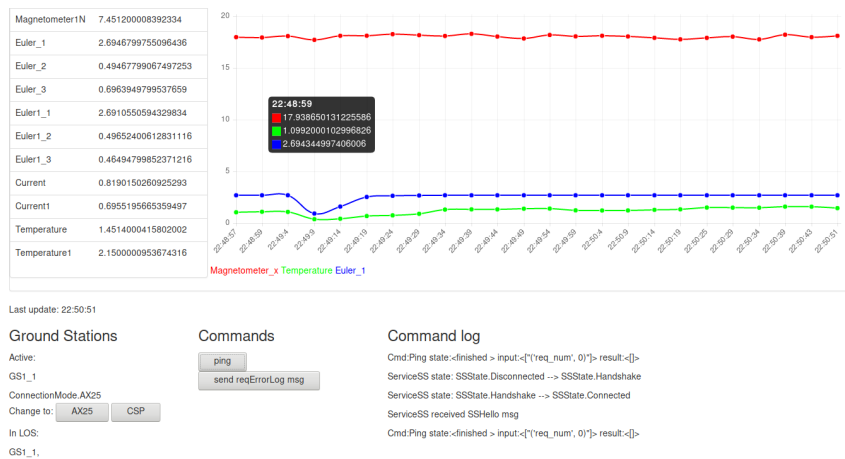 Magnetometer1N 7.451200008392334
Euler_1 2.6946799755096436
Euler_2 0.49467799067497253
Euler_3 0.6963949799537659
Euler1_1 2.6910550594329834
Euler1_2 0.49652400612831116
Euler1_3 0.46494799852371216
Current 0.8190150260925293
Current1 0.6955195665359497
Temperature 1.4514000415802002
Temperature1 2.1500000953674316
20
15
10
5
0
22:48:59
17.938650131225586
1.0992000102996826
2.694344997406006
22:48:57 22:48:59 22:49:4 22:49:9 22:49:14 22:49:19 22:49:24 22:49:29 22:49:34 22:49:39 22:49:44 22:49:49 22:49:54 22:49:59 22:50:4 22:50:9 22:50:14 22:50:19 22:50:25 22:50:29 22:50:34 22:50:39 22:50:43 22:50:51
Magnetometer_x Temperature Euler_1
Last update: 22:50:51
Ground Stations
Active:
GS1_1
ConnectionMode.AX25
Change to: AX25 CSP
In LOS:
GS1_1,
Commands
ping
send reqErrorLog msg
Command log
Cmd:Ping state:<finished > input:<["('req_num', 0)"]> result:<[]>
ServiceSS state: SSState.Disconnected --> SSState.Handshake
ServiceSS state: SSState.Handshake --> SSState.Connected
ServiceSS received SSHello msg
Cmd:Ping state:<finished > input:<["('req_num', 0)"]> result:<[]>